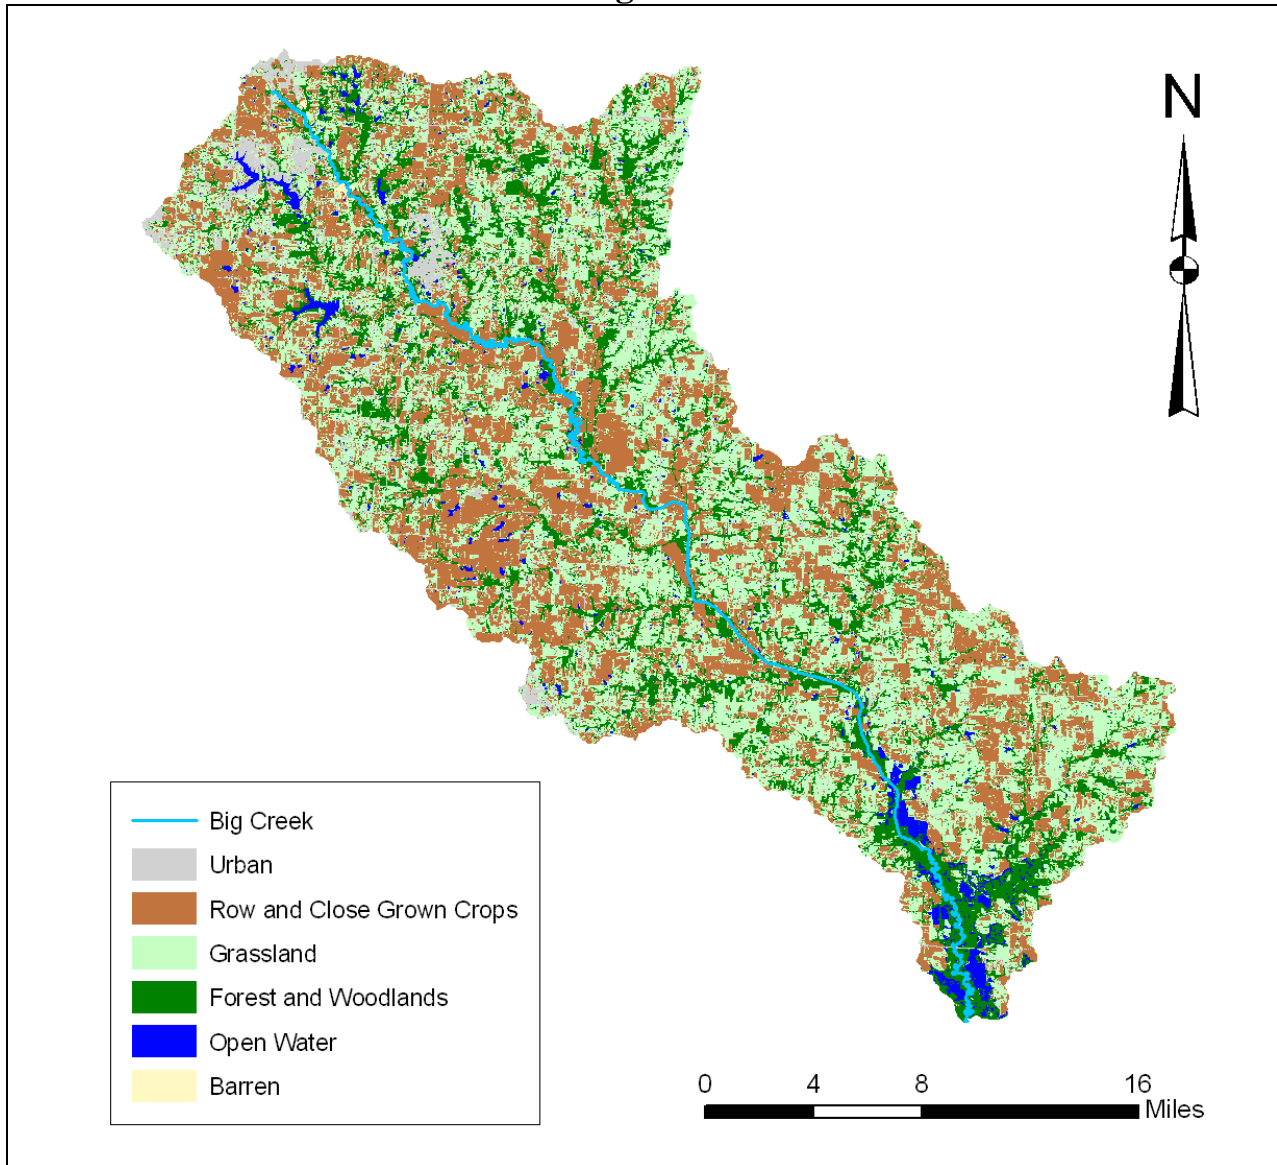 N
Big Creek
Urban
Row and Close Grown Crops
Grassland
Forest and Woodlands
Open Water
Barren
0 4 8 16
Miles